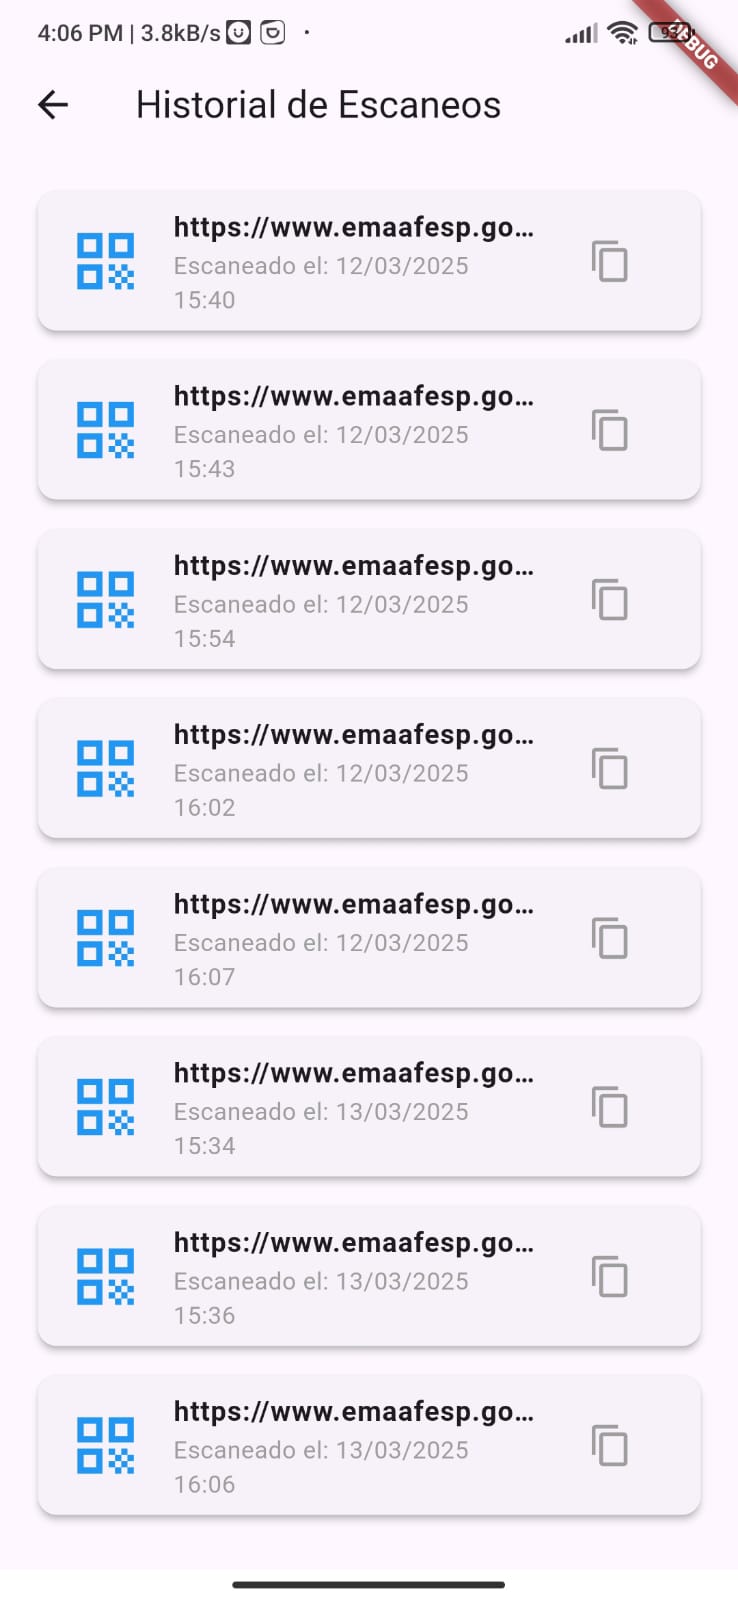 4:06 PM | 3.8kB/s
93
DEBUG
Historial de Escaneos
https://www.emaafesp.go...
Escaneado el: 12/03/2025
15:40
https://www.emaafesp.go...
Escaneado el: 12/03/2025
15:43
https://www.emaafesp.go...
Escaneado el: 12/03/2025
15:54
https://www.emaafesp.go...
Escaneado el: 12/03/2025
16:02
https://www.emaafesp.go...
Escaneado el: 12/03/2025
16:07
https://www.emaafesp.go...
Escaneado el: 13/03/2025
15:34
https://www.emaafesp.go...
Escaneado el: 13/03/2025
15:36
https://www.emaafesp.go...
Escaneado el: 13/03/2025
16:06